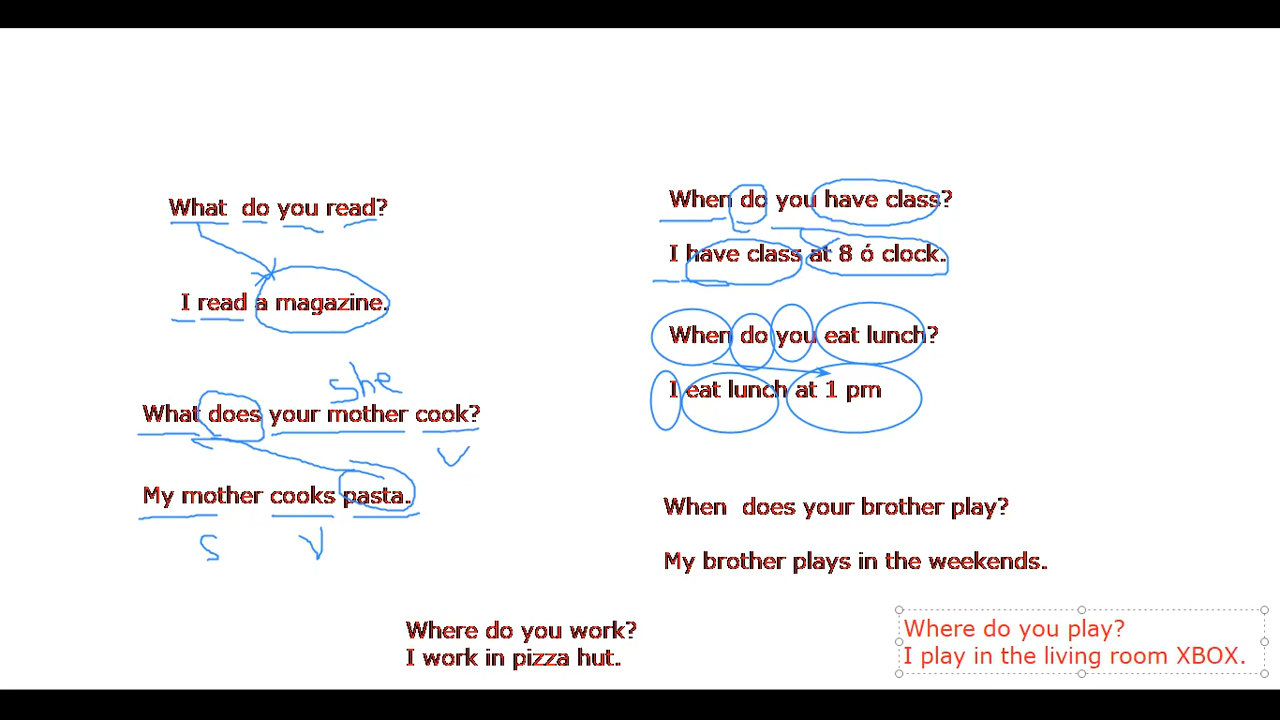 What do you read?
I read a magazine.
she
What does your mother cook?
V
My mother cooks pasta.
S V
When do you have class?
I have class at 8 ó clock.
When do you eat lunch?
I eat lunch at 1 pm
When does your brother play?
My brother plays in the weekends.
Where do you work?
I work in pizza hut.
Where do you play?
I play in the living room XBOX.